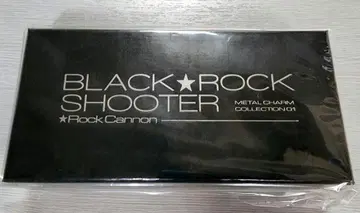 BLACK★ROCK
SHOOTER
METAL CHARM
COLLECTION 01
★Rock Cannon